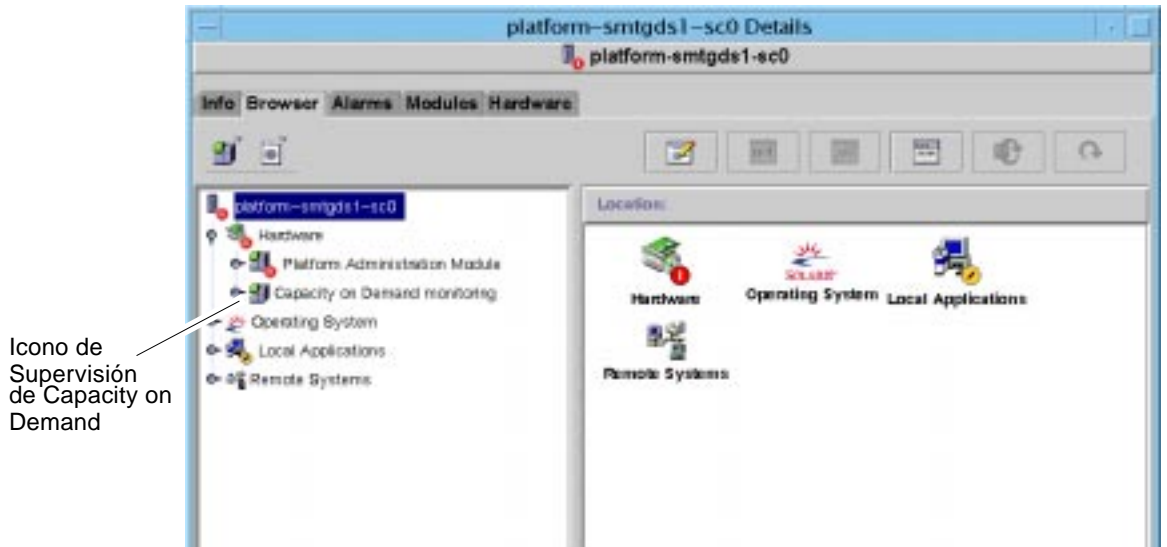 platform-smtgds1-sc0 Details
platform-smtgds1-sc0
Info Browser Alarms Modules Hardware
platform-smtgds1-sc0
Location:
Hardware
Platform Administration Module
Capacity on Demand monitoring
Operating System
Local Applications
Remote Systems
Hardware
SOLARIS
Operating System
Local Applications
Remote Systems
Icono de
Supervisión
de Capacity on
Demand